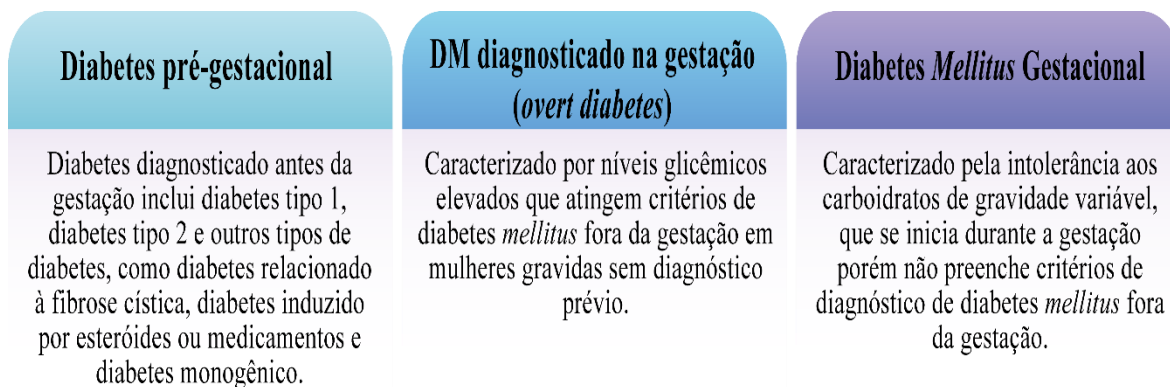 Diabetes pré-gestacional
Diabetes diagnosticado antes da
gestação inclui diabetes tipo 1,
diabetes tipo 2 e outros tipos de
diabetes, como diabetes relacionado
à fibrose cística, diabetes induzido
por esteróides ou medicamentos e
diabetes monogênico.
DM diagnosticado na gestação
(overt diabetes)
Caracterizado por níveis glicêmicos
elevados que atingem critérios de
diabetes mellitus fora da gestação em
mulheres gravidas sem diagnóstico
prévio.
Diabetes Mellitus Gestacional
Caracterizado pela intolerância aos
carboidratos de gravidade variável,
que se inicia durante a gestação
porém não preenche critérios de
diagnóstico de diabetes mellitus fora
da gestação.